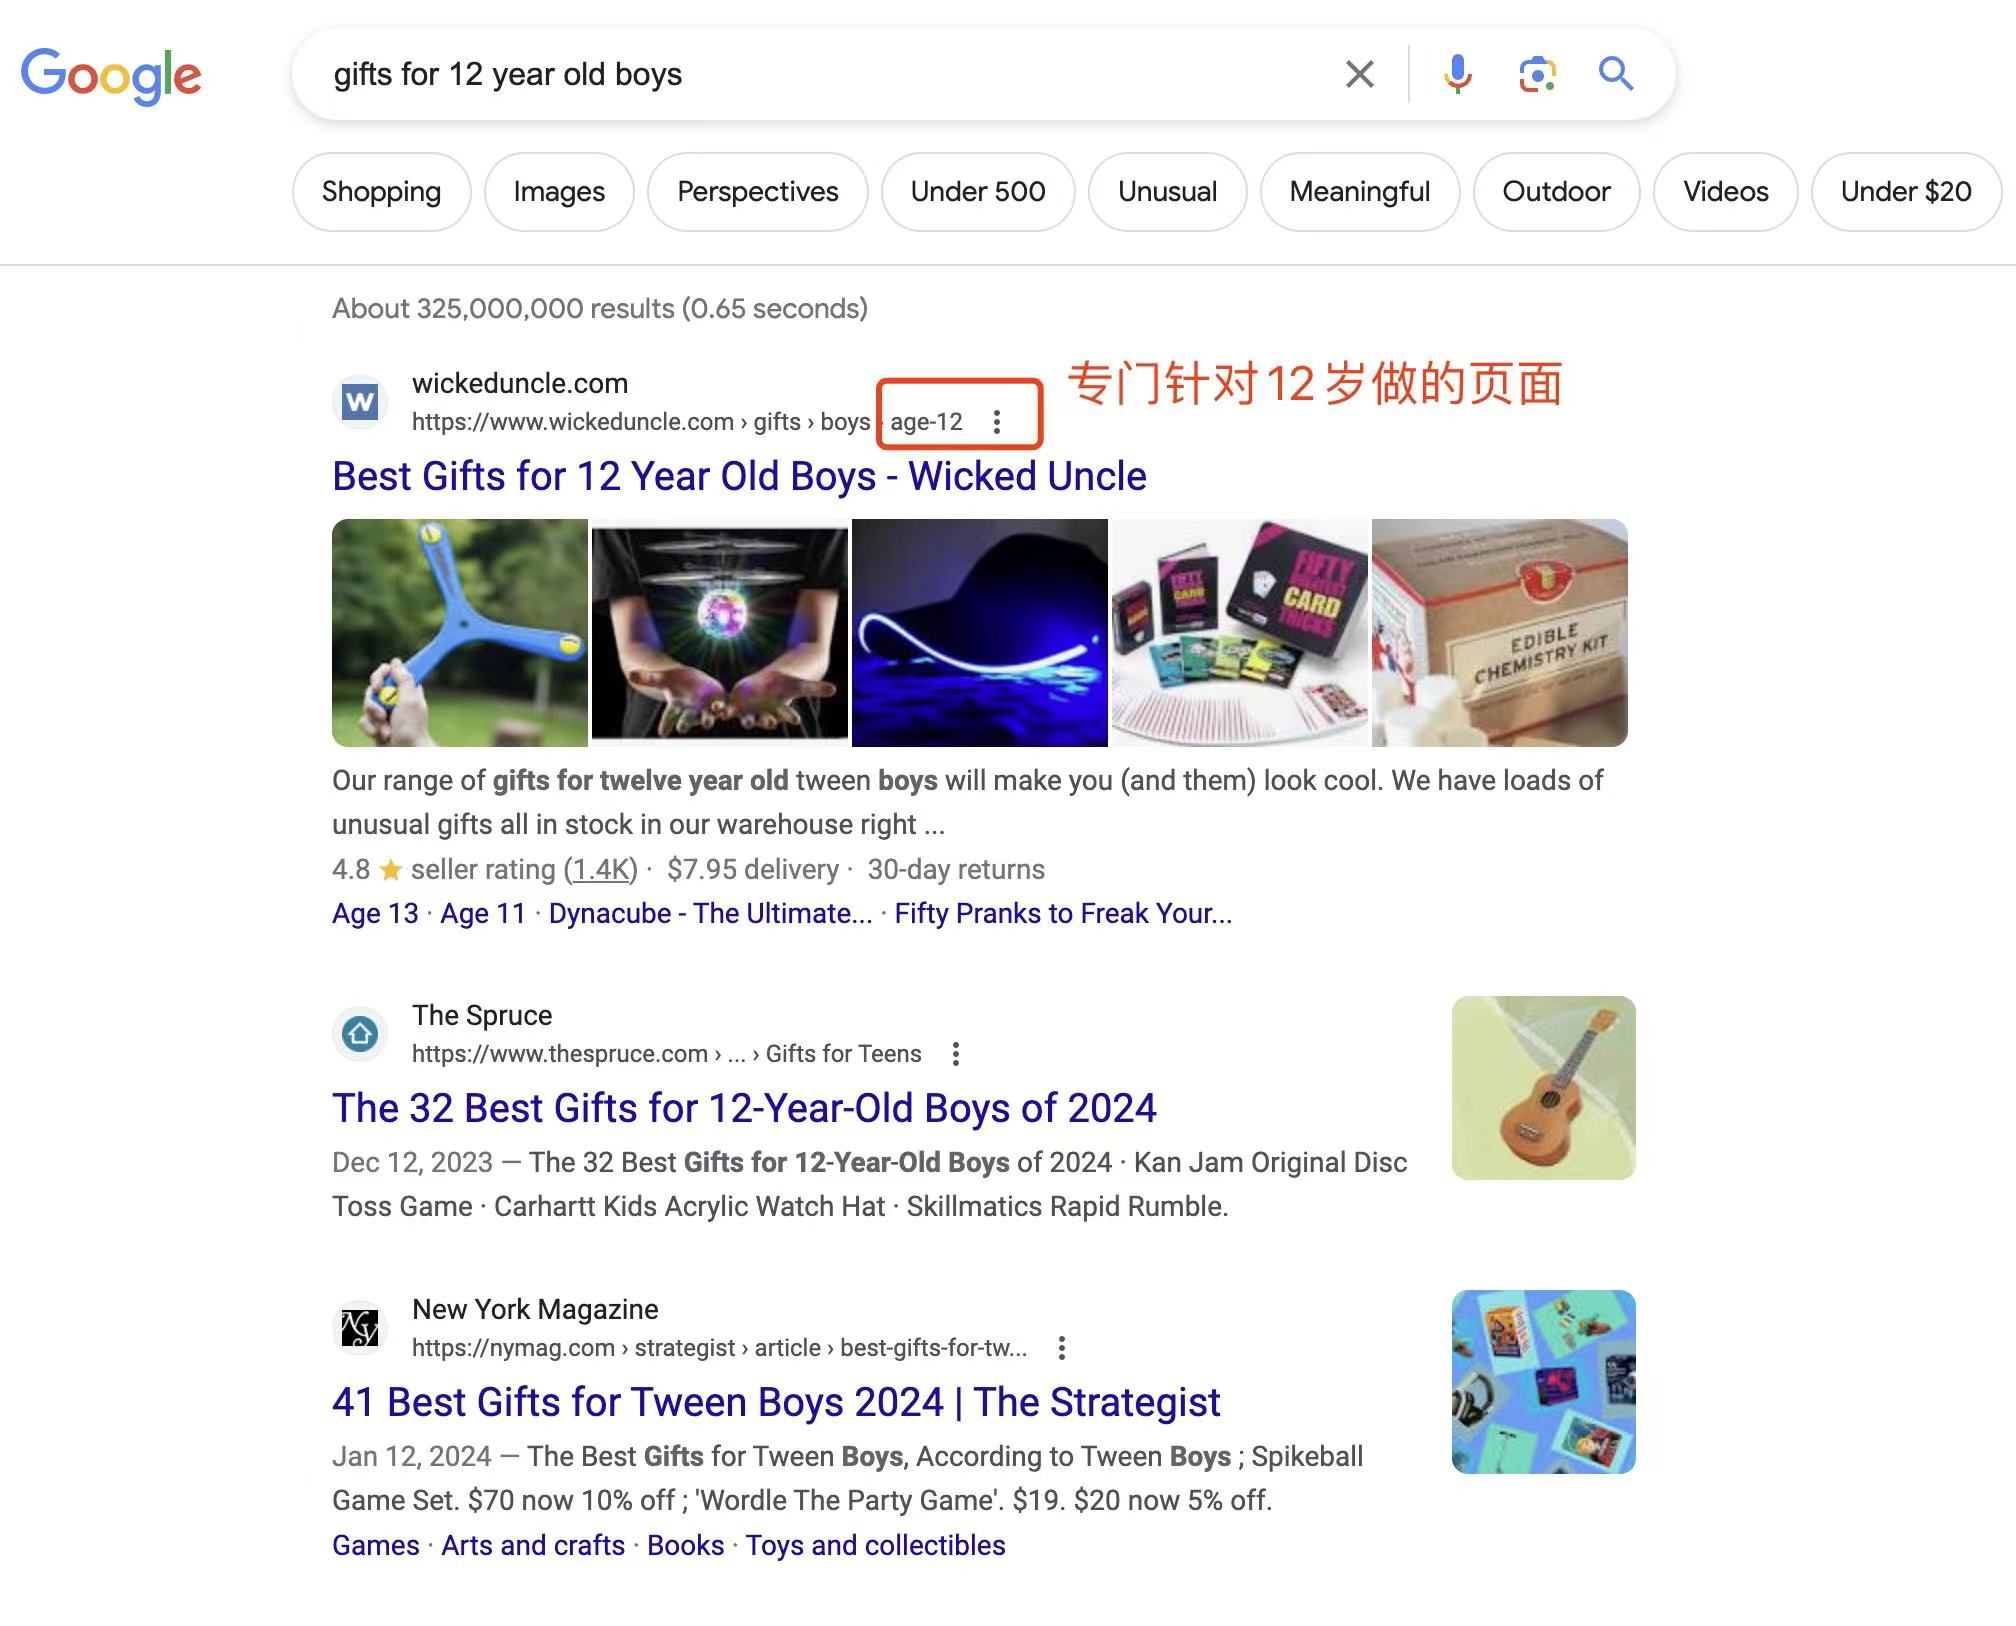 Google
gifts for 12 year old boys
Shopping
Images
Perspectives
Under 500
Unusual
Meaningful
Outdoor
Videos
Under $20
About 325,000,000 results (0.65 seconds)
W
wickeduncle.com
https://www.wickeduncle.com › gifts › boys › age-12
专门针对12岁做的页面
Best Gifts for 12 Year Old Boys - Wicked Uncle
FIFTY
CARD
TRICKS
EDIBLE
CHEMISTRY KIT
Our range of gifts for twelve year old tween boys will make you (and them) look cool. We have loads of
unusual gifts all in stock in our warehouse right ...
4.8 ★ seller rating (1.4K) · $7.95 delivery · 30-day returns
Age 13 · Age 11 · Dynacube - The Ultimate... · Fifty Pranks to Freak Your...
The Spruce
https://www.thespruce.com › ... › Gifts for Teens
The 32 Best Gifts for 12-Year-Old Boys of 2024
Dec 12, 2023 — The 32 Best Gifts for 12-Year-Old Boys of 2024 · Kan Jam Original Disc
Toss Game · Carhartt Kids Acrylic Watch Hat · Skillmatics Rapid Rumble.
NY
New York Magazine
https://nymag.com › strategist › article › best-gifts-for-tw...
41 Best Gifts for Tween Boys 2024 | The Strategist
Jan 12, 2024 — The Best Gifts for Tween Boys, According to Tween Boys ; Spikeball
Game Set. $70 now 10% off ; 'Wordle The Party Game'. $19. $20 now 5% off.
Games · Arts and crafts · Books · Toys and collectibles